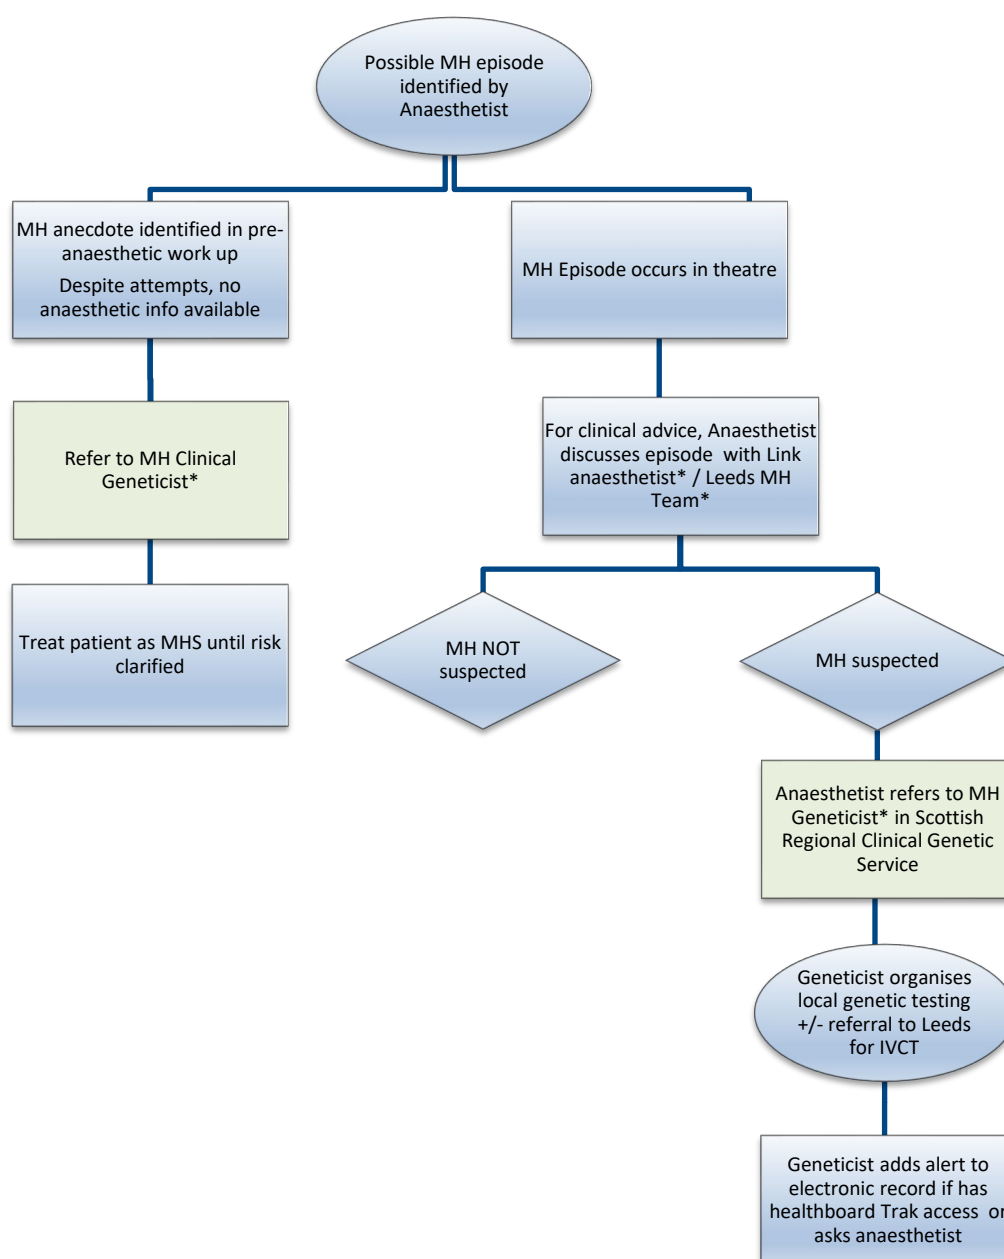 Possible MH episode
identified by
Anaesthetist
MH anecdote identified in pre-
anaesthetic work up
Despite attempts, no
anaesthetic info available
MH Episode occurs in theatre
Refer to MH Clinical
Geneticist*
For clinical advice, Anaesthetist
discusses episode with Link
anaesthetist* / Leeds MH
Team*
Treat patient as MHS until risk
clarified
MH NOT
suspected
MH suspected
Anaesthetist refers to MH
Geneticist* in Scottish
Regional Clinical Genetic
Service
Geneticist organises
local genetic testing
+/- referral to Leeds
for IVCT
Geneticist adds alert to
electronic record if has
healthboard Trak access or
asks anaesthetist